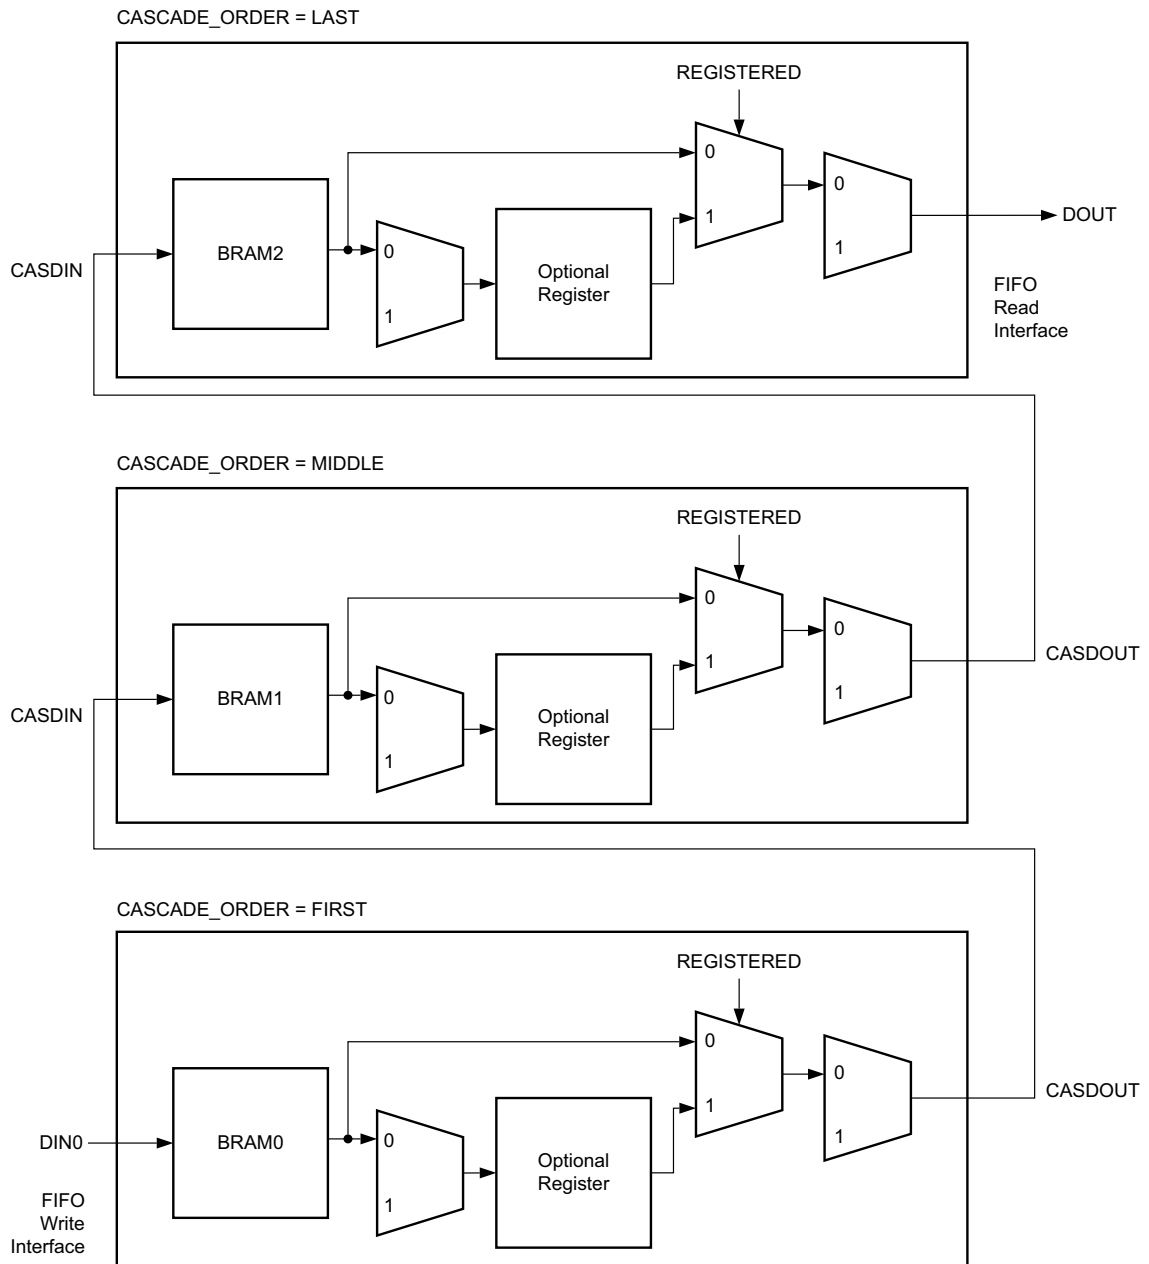 CASCADE_ORDER = LAST
REGISTERED
0
1
0
1
DOUT
BRAM2
0
1
Optional
Register
CASDIN
FIFO
Read
Interface
CASCADE_ORDER = MIDDLE
REGISTERED
0
1
0
1
CASDOUT
BRAM1
0
1
Optional
Register
CASDIN
CASCADE_ORDER = FIRST
REGISTERED
0
1
0
1
CASDOUT
DIN0
BRAM0
0
1
Optional
Register
FIFO
Write
Interface